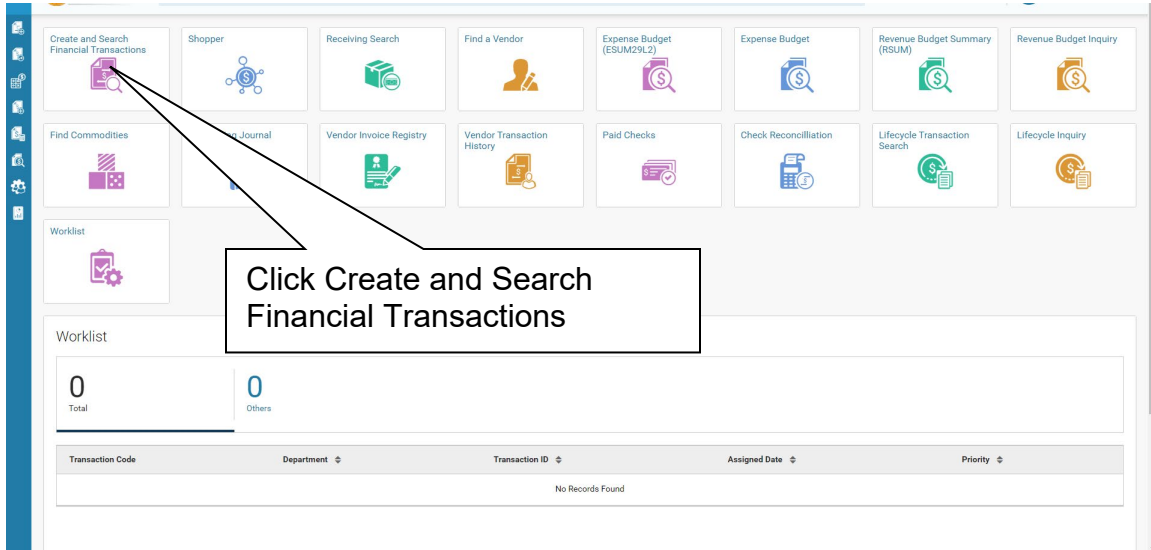 Create and Search
Financial Transactions
Shopper
Receiving Search
Find a Vendor
Expense Budget
(ESUM29L2)
Expense Budget
Revenue Budget Summary
(RSUM)
Revenue Budget Inquiry
Find Commodities
Journal
Vendor Invoice Registry
Vendor Transaction
History
Paid Checks
Check Reconcilliation
Lifecycle Transaction
Search
Lifecycle Inquiry
Worklist
Click Create and Search
Financial Transactions
Worklist
0
Total
0
Others
Transaction Code Department Transaction ID Assigned Date Priority
No Records Found